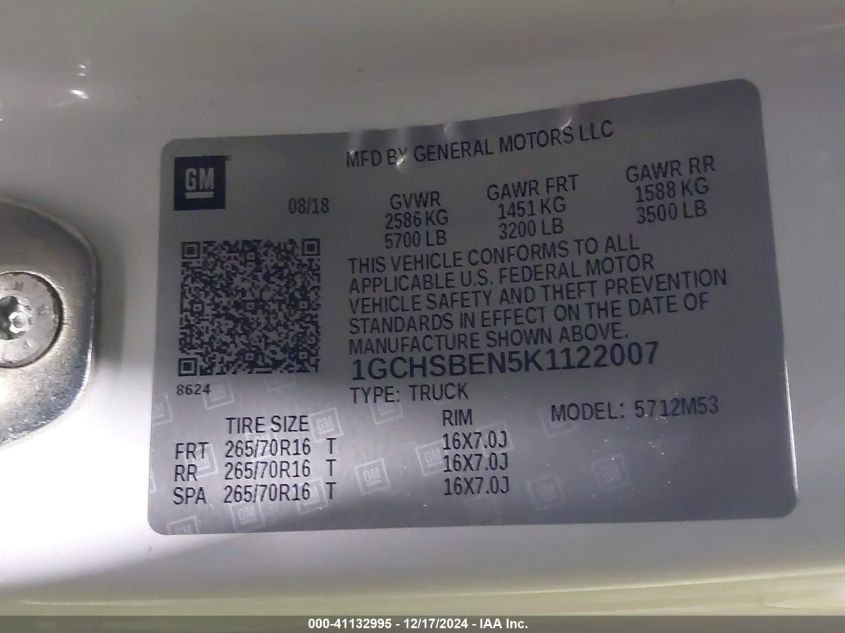 MFD BY GENERAL MOTORS LLC
GM
08/18
GVWR GAWR FRT GAWR RR
2586 KG 1451 KG 1588 KG
5700 LB 3200 LB 3500 LB
THIS VEHICLE CONFORMS TO ALL
APPLICABLE U.S. FEDERAL MOTOR
VEHICLE SAFETY AND THEFT PREVENTION
STANDARDS IN EFFECT ON THE DATE OF
MANUFACTURE SHOWN ABOVE.
1GCHSBEN5K1122007
8624
TYPE: TRUCK MODEL: 5712M53
TIRE SIZE RIM
FRT 265/70R16 T 16X7.0J
RR 265/70R16 T 16X7.0J
SPA 265/70R16 T 16X7.0J
000-41132995 - 12/17/2024 - IAA Inc.